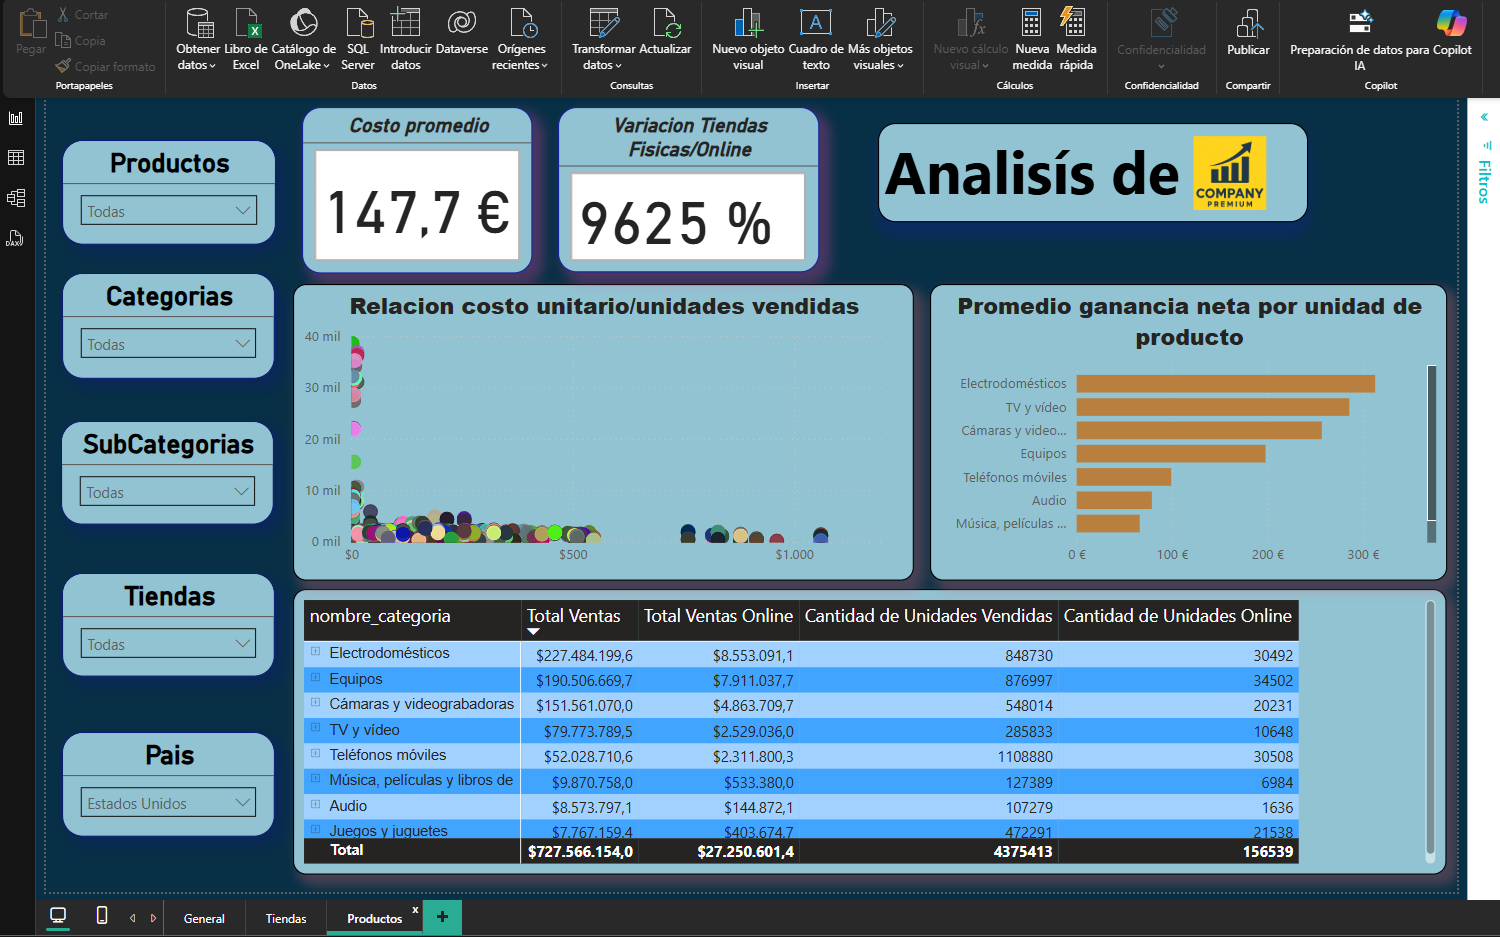 Pegar
Cortar
Copia
Copiar formato
Portapapeles
Obtener datos
Libro de Excel
Catálogo de OneLake
SQL Server
Introducir datos
Dataverse
Orígenes recientes
Datos
Transformar datos
Actualizar
Consultas
Nuevo objeto visual
Cuadro de texto
Más objetos visuales
Insertar
Nuevo cálculo visual
Nueva medida
Medida rápida
Cálculos
Confidencialidad
Confidencialidad
Publicar
Compartir
Preparación de datos para IA
Copilot
Copilot
Filtros
Productos
Todas
Categorias
Todas
SubCategorias
Todas
Tiendas
Todas
Pais
Estados Unidos
Costo promedio
147,7 €
Variacion Tiendas
Fisicas/Online
9625 %
Analisís de
COMPANY
PREMIUM
Relacion costo unitario/unidades vendidas
40 mil
30 mil
20 mil
10 mil
0 mil
$0 $500 $1.000
Promedio ganancia neta por unidad de
producto
Electrodomésticos
TV y vídeo
Cámaras y video...
Equipos
Teléfonos móviles
Audio
Música, películas ...
0 € 100 € 200 € 300 €
nombre_categoria Total Ventas Total Ventas Online Cantidad de Unidades Vendidas Cantidad de Unidades Online
Electrodomésticos $227.484.199,6 $8.553.091,1 848730 30492
Equipos $190.506.669,7 $7.911.037,7 876997 34502
Cámaras y videograbadoras $151.561.070,0 $4.863.709,7 548014 20231
TV y vídeo $79.773.789,5 $2.529.036,0 285833 10648
Teléfonos móviles $52.028.710,6 $2.311.800,3 1108880 30508
Música, películas y libros de $9.870.758,0 $533.380,0 127389 6984
Audio $8.573.797,1 $144.872,1 107279 1636
Juegos y juguetes $7.767.159,4 $403.674,7 472291 21538
Total $727.566.154,0 $27.250.601,4 4375413 156539
General
Tiendas
Productos